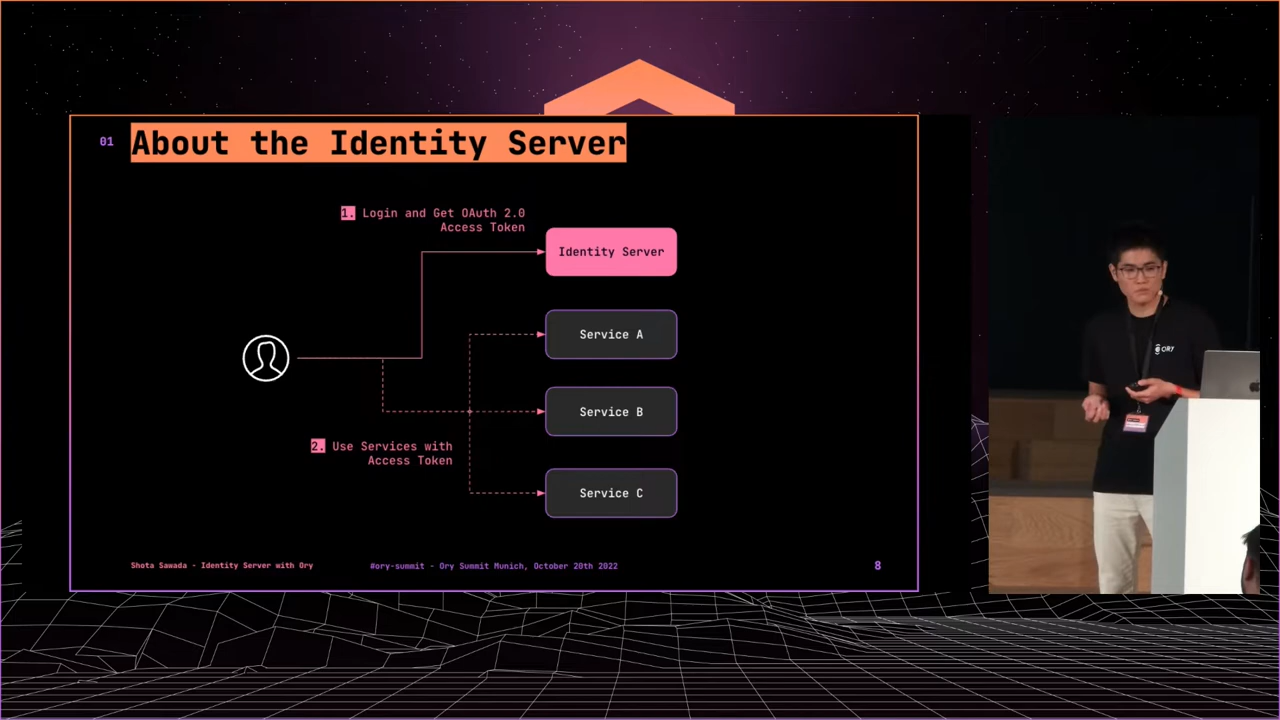 01
About the Identity Server
1. Login and Get OAuth 2.0
Access Token
Identity Server
Service A
Service B
2. Use Services with
Access Token
Service C
Shota Sawada - Identity Server with Ory
#ory-summit - Ory Summit Munich, October 20th 2022
8
ORY